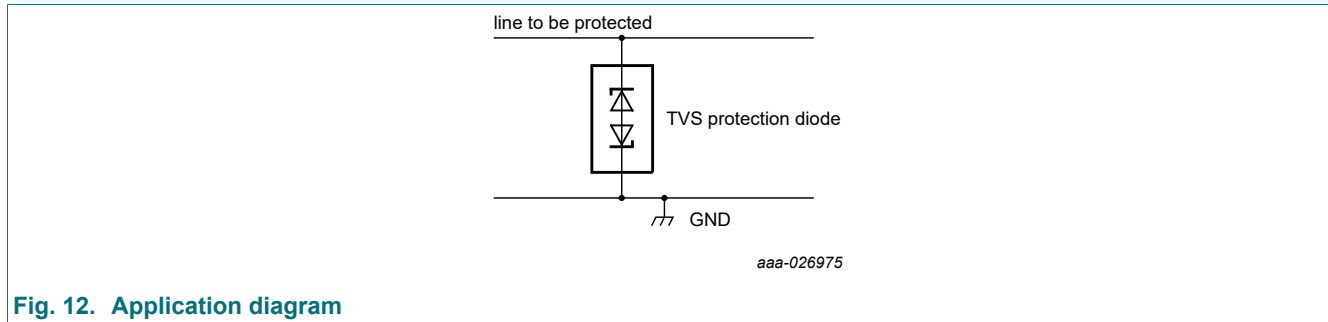 line to be protected
TVS protection diode
GND
aaa-026975
Fig. 12. Application diagram